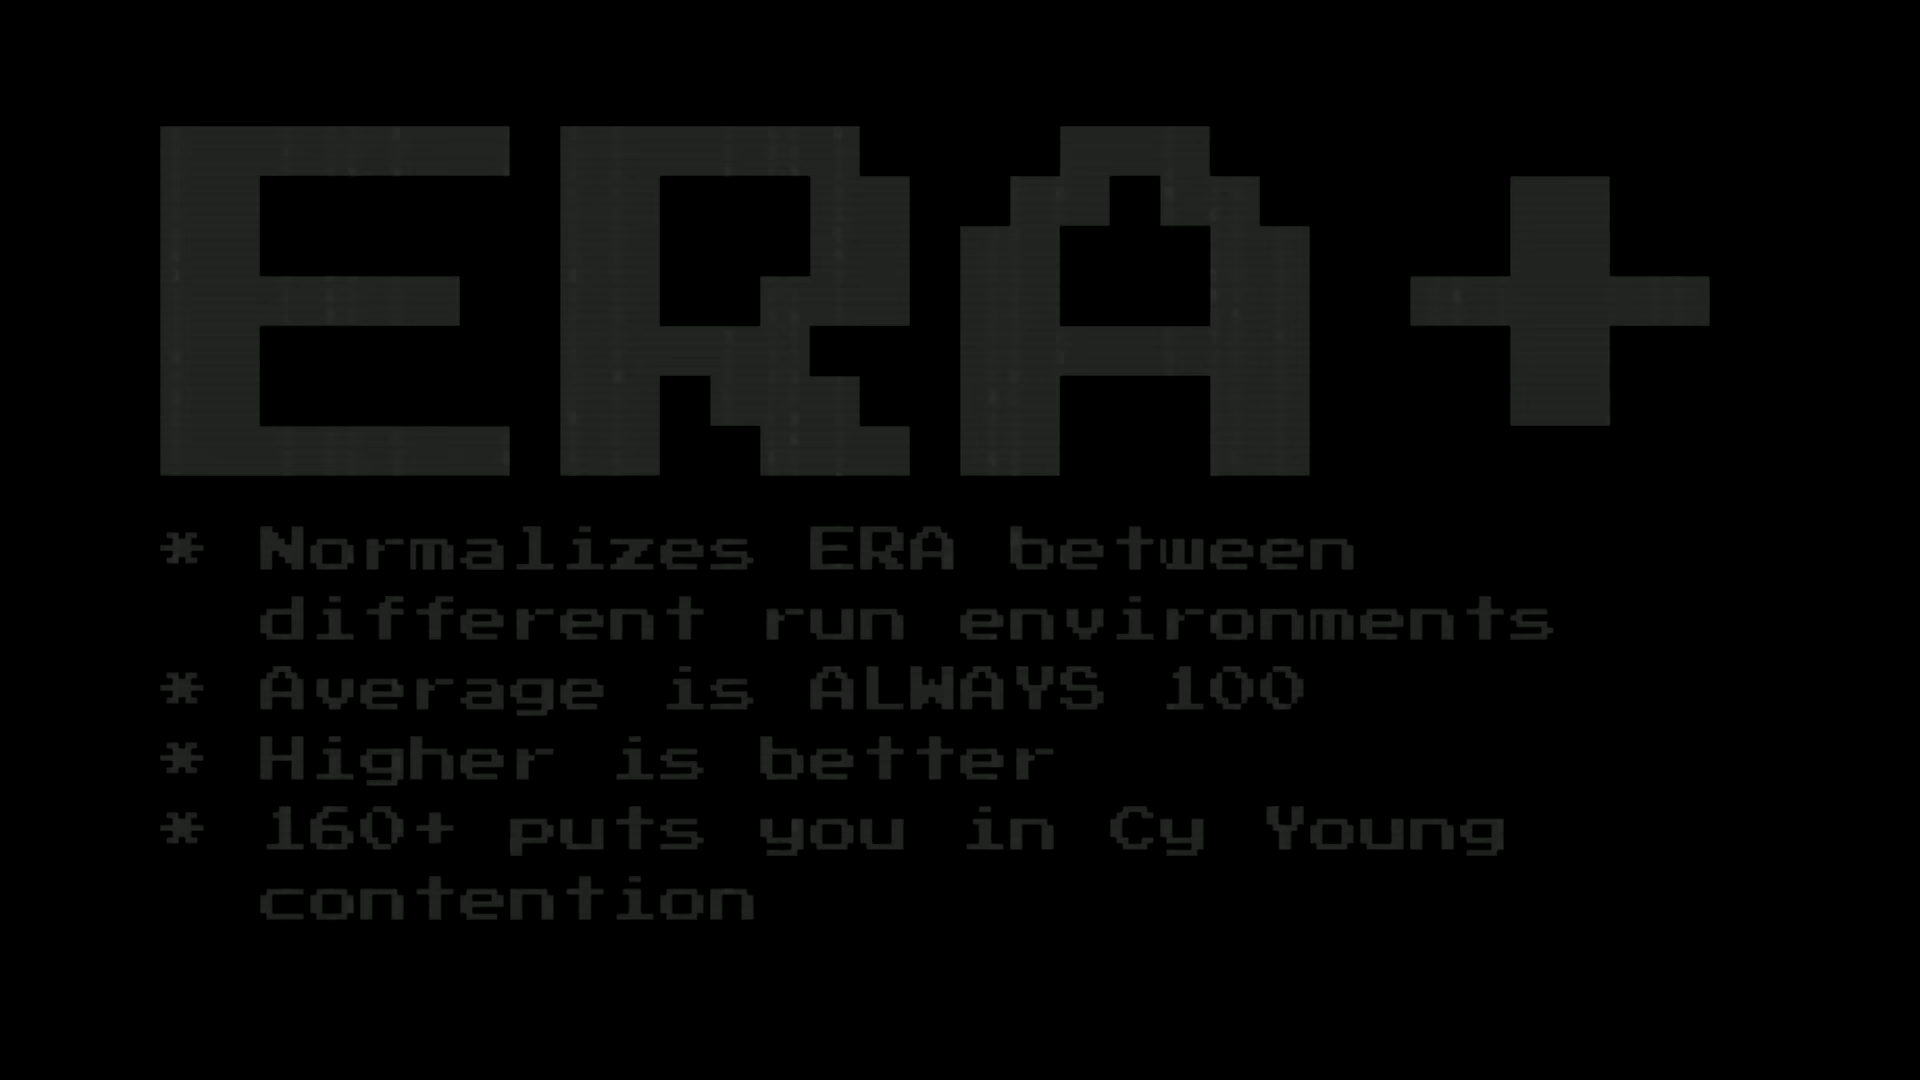 ERA+
* Normalizes ERA between
different run environments
* Average is ALWAYS 100
* Higher is better
* 160+ puts you in Cy Young
contention